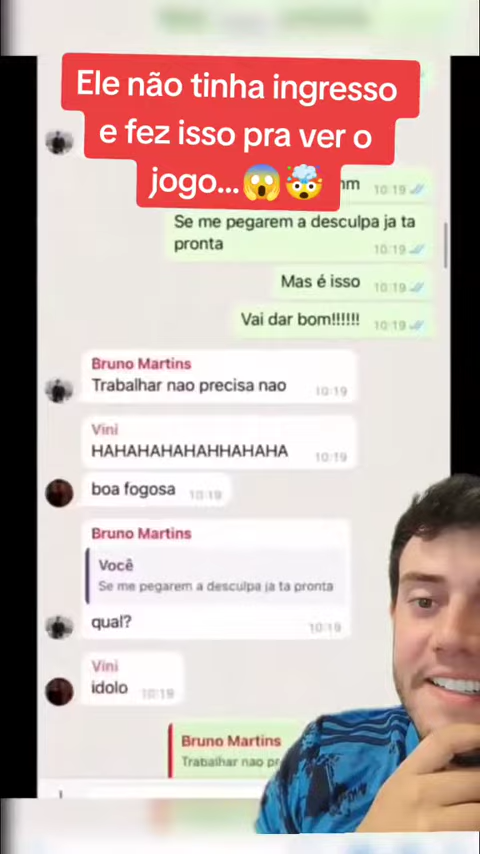 Ele não tinha ingresso
e fez isso pra ver o
jogo...😱🤯
10:19
Se me pegarem a desculpa ja ta
pronta
10:19
Mas é isso 10:19
Vai dar bom!!!!!! 10:19
Bruno Martins
Trabalhar nao precisa nao 10:19
Vini
HAHAHAHAHAHHAHAHA 10:19
boa fogosa 10:19
Bruno Martins
Você
Se me pegarem a desculpa ja ta pronta
qual? 10:19
Vini
idolo 10:19
Bruno Martins
Trabalhar nao